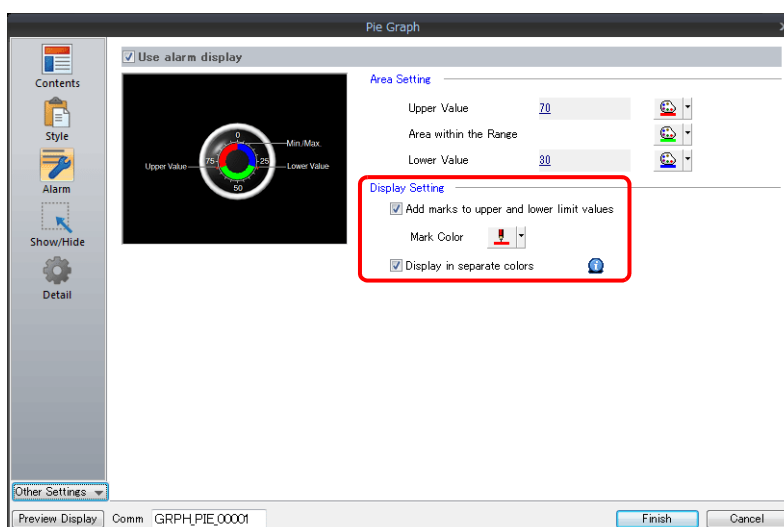 Pie Graph
Contents
Style
Alarm
Show/Hide
Detail
Other Settings
Use alarm display
0
Min./Max.
Upper Value
75
25
Lower Value
50
Area Setting
Upper Value 70
Area within the Range
Lower Value 30
Display Setting
Add marks to upper and lower limit values
Mark Color
Display in separate colors
Preview Display Comm GRPH_PIE_00001 Finish Cancel